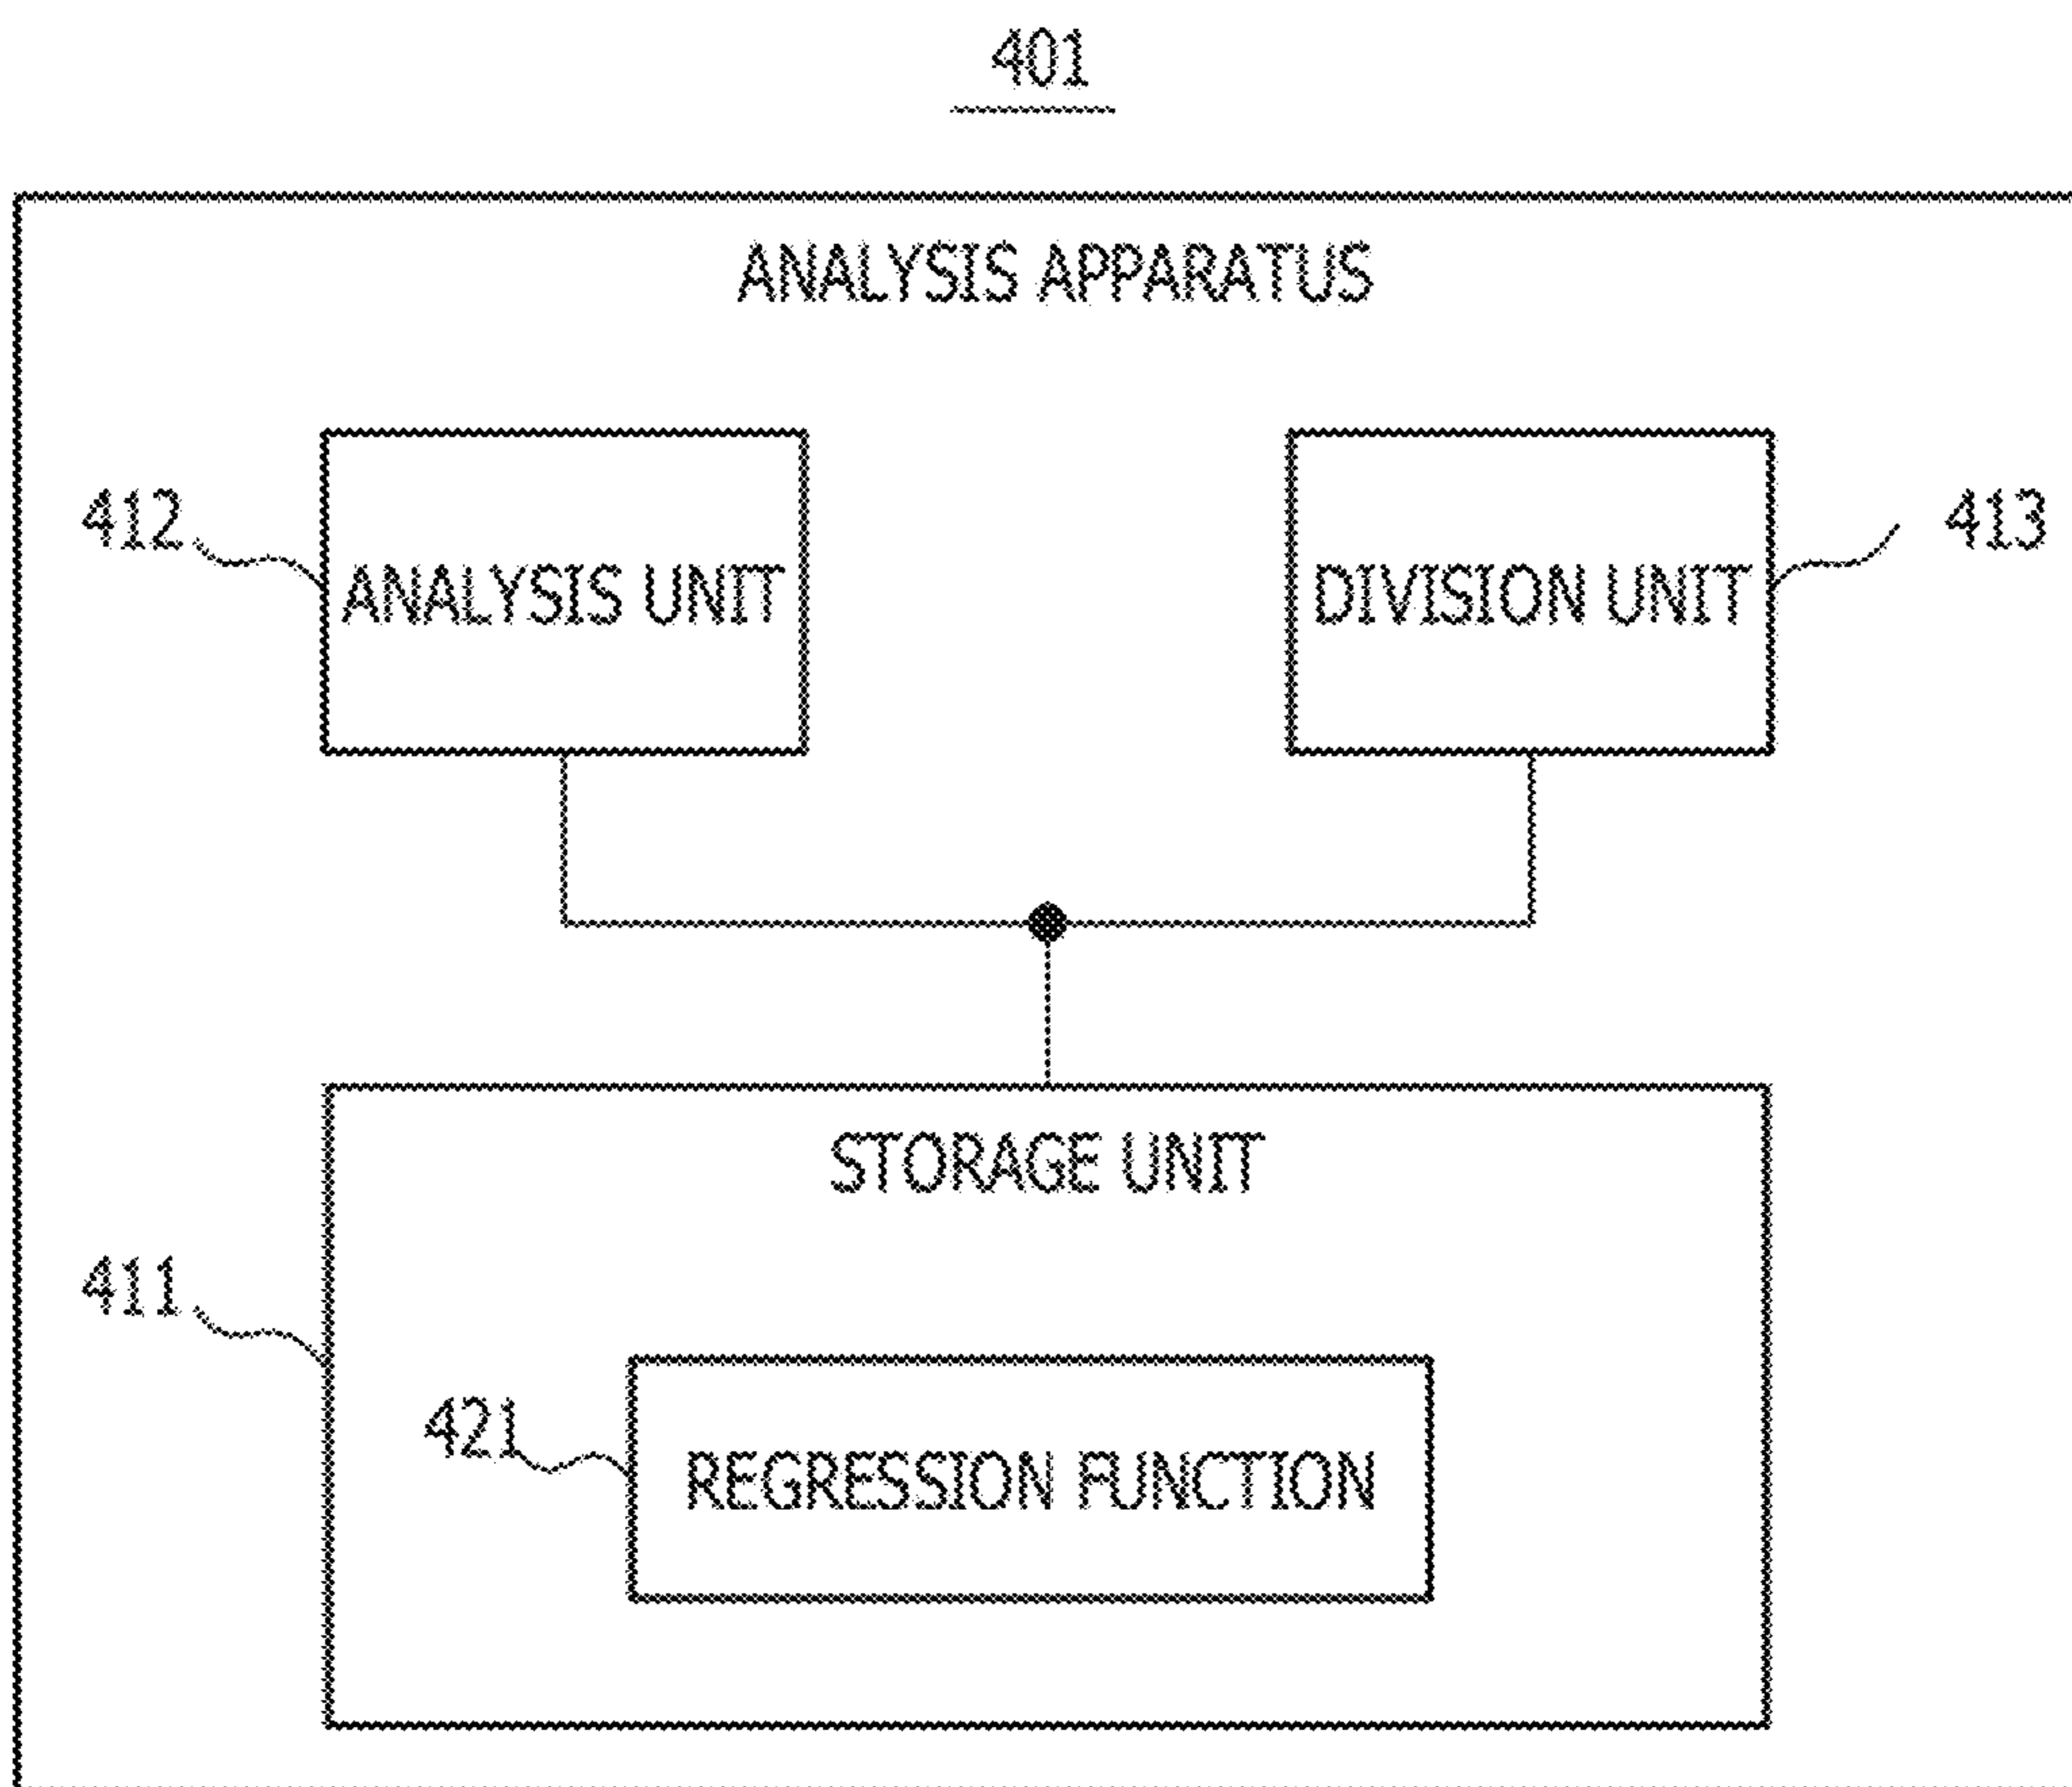 401
ANALYSIS APPARATUS
412
ANALYSIS UNIT
DIVISION UNIT
413
STORAGE UNIT
411
421
REGRESSION FUNCTION